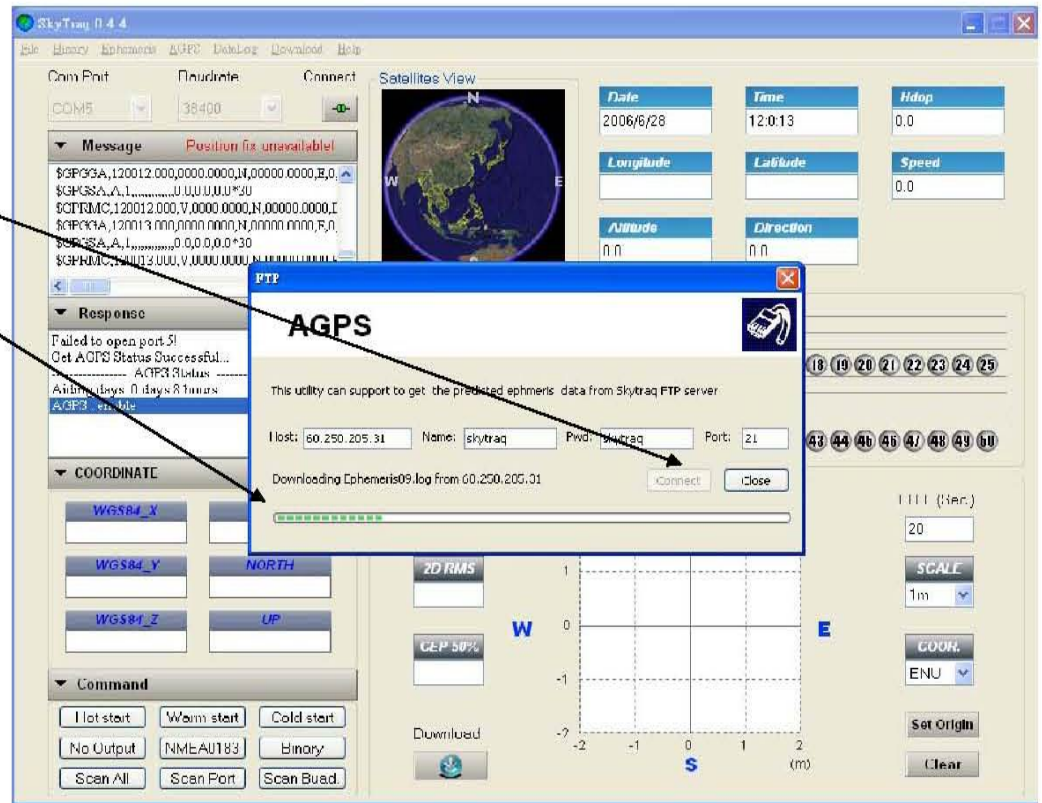 SkyTraq 0.4.4
File Binary Ephemeris AGPS DataLog Download Help
Com Port Baudrate Connect
COM5 38400
Message Position fix unavailable!
$GPGGA,120012.000,0000.0000,N,00000.0000,E,0,
$GPGSA,A,1,,,,,,,,,,,,,0.0,0.0,0.0*30
$GPRMC,120012.000,V,0000.0000,N,00000.0000,E
$GPGGA,120013.000,0000.0000,N,00000.0000,E,0,
$GPGSA,A,1,,,,,,,,,,,,,0.0,0.0,0.0*30
$GPRMC,120013.000,V,0000.0000,N,00000.0000,E
Response
Failed to open port 5!
Get AGPS Status Successful...
---------------- AGPS Status -------
Aiding days 0 days 8 hours
AGPS enable
COORDINATE
WGS84_X
WGS84_Y NORTH
WGS84_Z UP
Command
Hot start Warm start Cold start
No Output NMEA0183 Binary
Scan All Scan Port Scan Buad.
Satellites View
N
W E
S
Date Time Hdop
2006/6/28 12:0:13 0.0
Longitude Latitude Speed
0.0
Altitude Direction
0.0 0.0
18 19 20 21 22 23 24 25
43 44 45 46 47 48 49 50
FTP
AGPS
This utility can support to get the predicted ephmeris data from Skytraq FTP server
Host: 60.250.205.31 Name: skytraq Pwd: skytraq Port: 21
Downloading Ephemeris09.log from 60.250.205.31 Connect Close
2D RMS
CEP 50%
Download
1
0
-1
-2
-2 -1 0 1 2
W E
S (m)
TTFF (Sec.)
20
SCALE
1m
COOR.
ENU
Set Origin
Clear